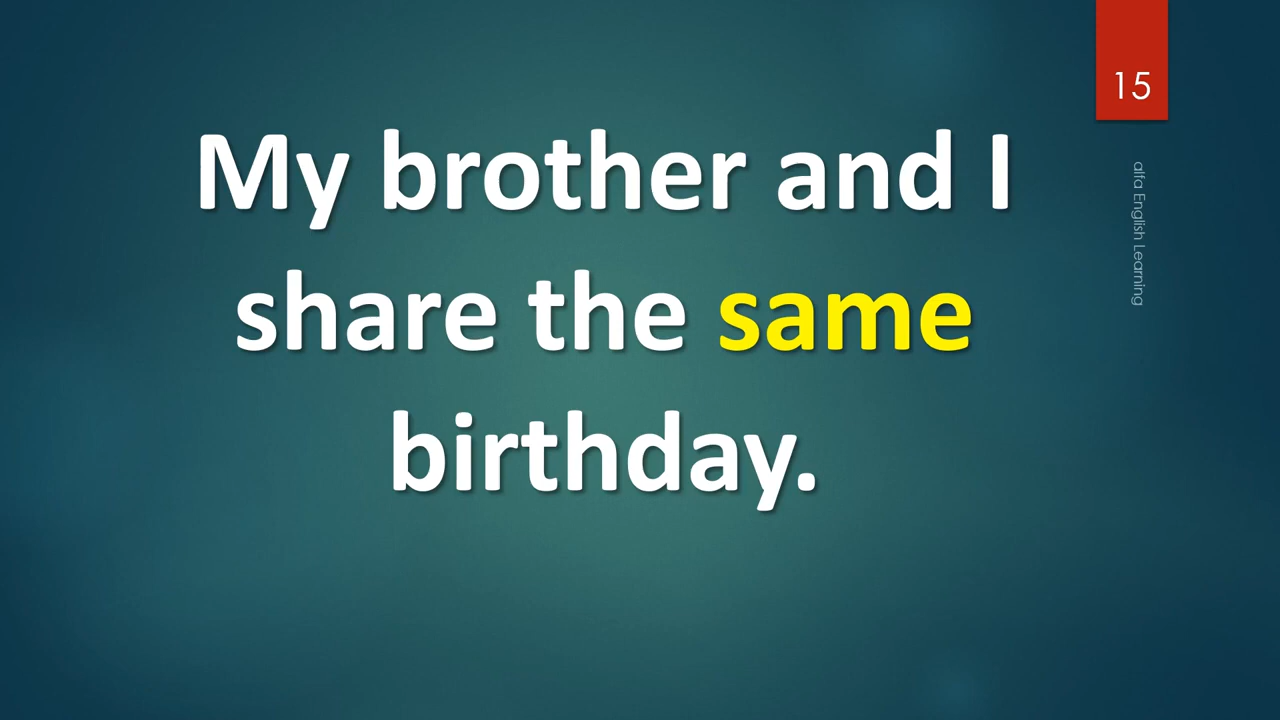 15
My brother and I
share the same
birthday.
alfa English Learning